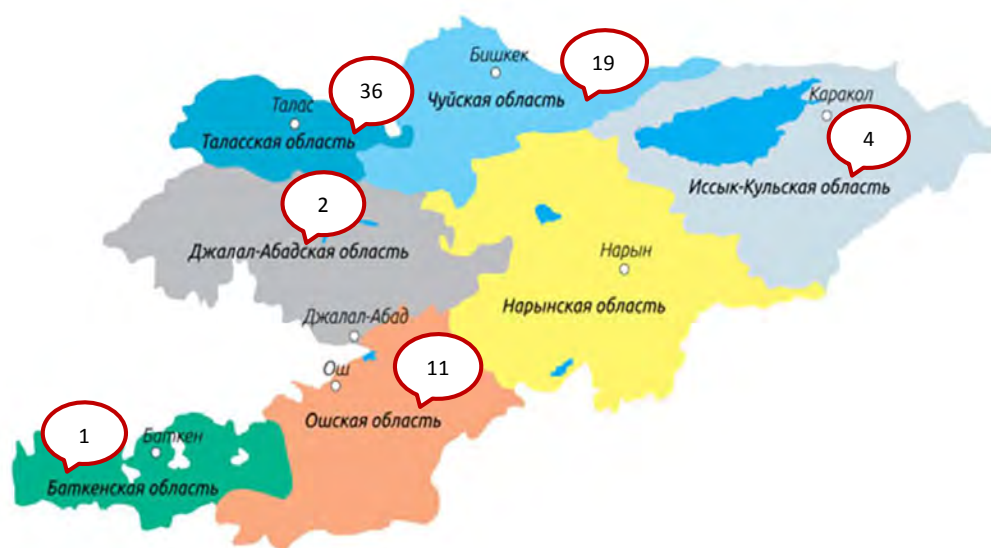 Бишкек
19
36
Чуйская область
Каракол
Талас
4
Таласская область
Иссык-Кульская область
2
Джалал-Абадская область
Нарын
Нарынская область
Джалал-Абад
Ош
11
Ошская область
1
Баткен
Баткенская область